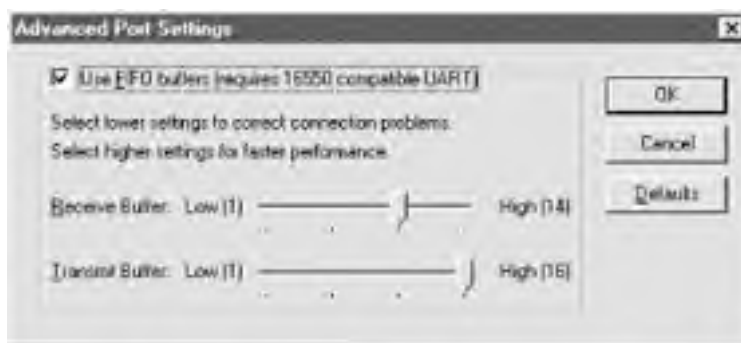 Advanced Port Settings
Use FIFO buffers (requires 16550 compatible UART)
OK
Select lower settings to correct connection problems.
Select higher settings for faster performance.
Cancel
Defaults
Receive Buffer: Low (1) High (14)
Transmit Buffer: Low (1) High (16)